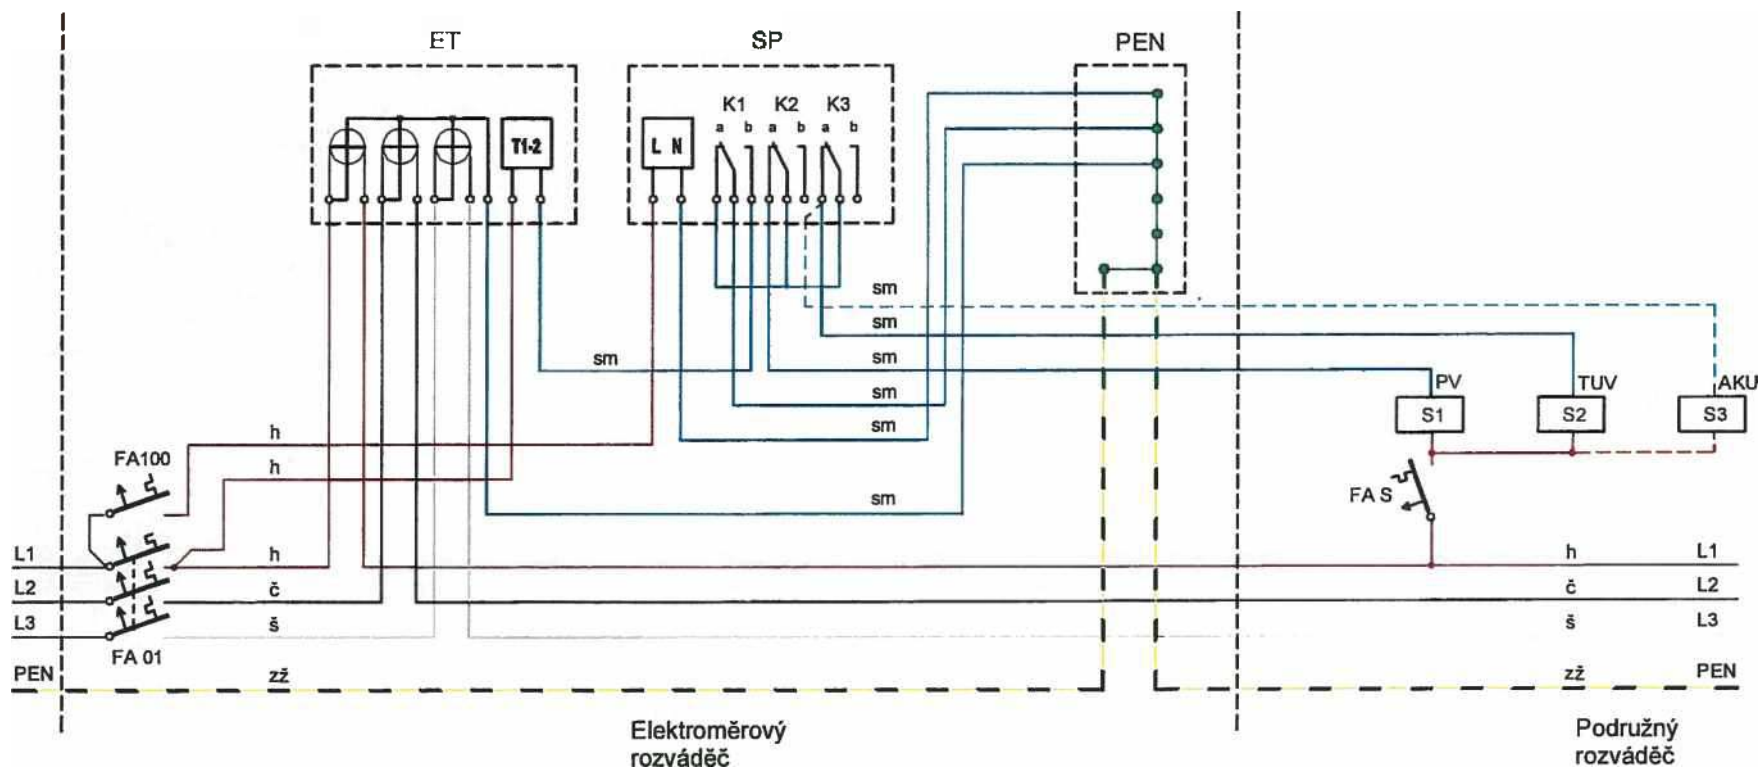 ET
SP
PEN
K1 K2 K3
a b a b a b
T1-2
L N
sm
sm
sm
sm
sm
sm
sm
PV
TUV
AKU
S1
S2
S3
h
FA100
h
FA S
L1
h
h
L1
L2
č
č
L2
L3
š
š
L3
FA 01
PEN
zž
zž
PEN
Elektroměrový
rozváděč
Podružný
rozváděč